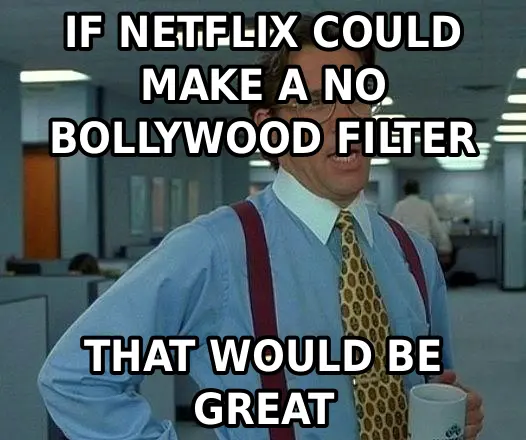 IF NETFLIX COULD
MAKE A NO
BOLLYWOOD FILTER
THAT WOULD BE
GREAT